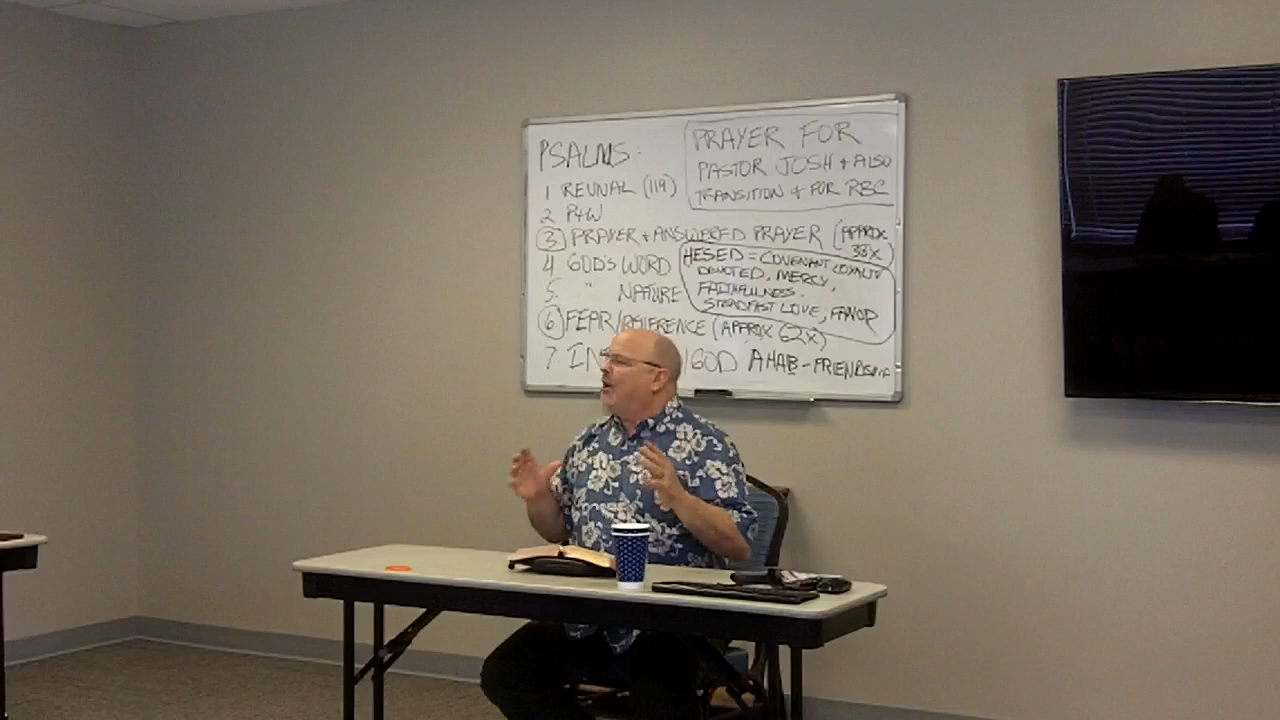 PSALMS:
PRAYER FOR
PASTOR JOSH + ALSO
TRANSITION & FOR RBC
1 REVIVAL (119)
2 P+W
3 PRAYER + ANSWERED PRAYER (APPROX 33X
4 GOD'S WORD
5. " NATURE
HESED = COVENANT LOYALTY
DEVOTED, MERCY,
FAITHFULNESS.
STEADFAST LOVE, FAVOR
6 FEAR/REVERENCE (APPROX 62X)
7. GOD AHAB - FRIENDSHIP